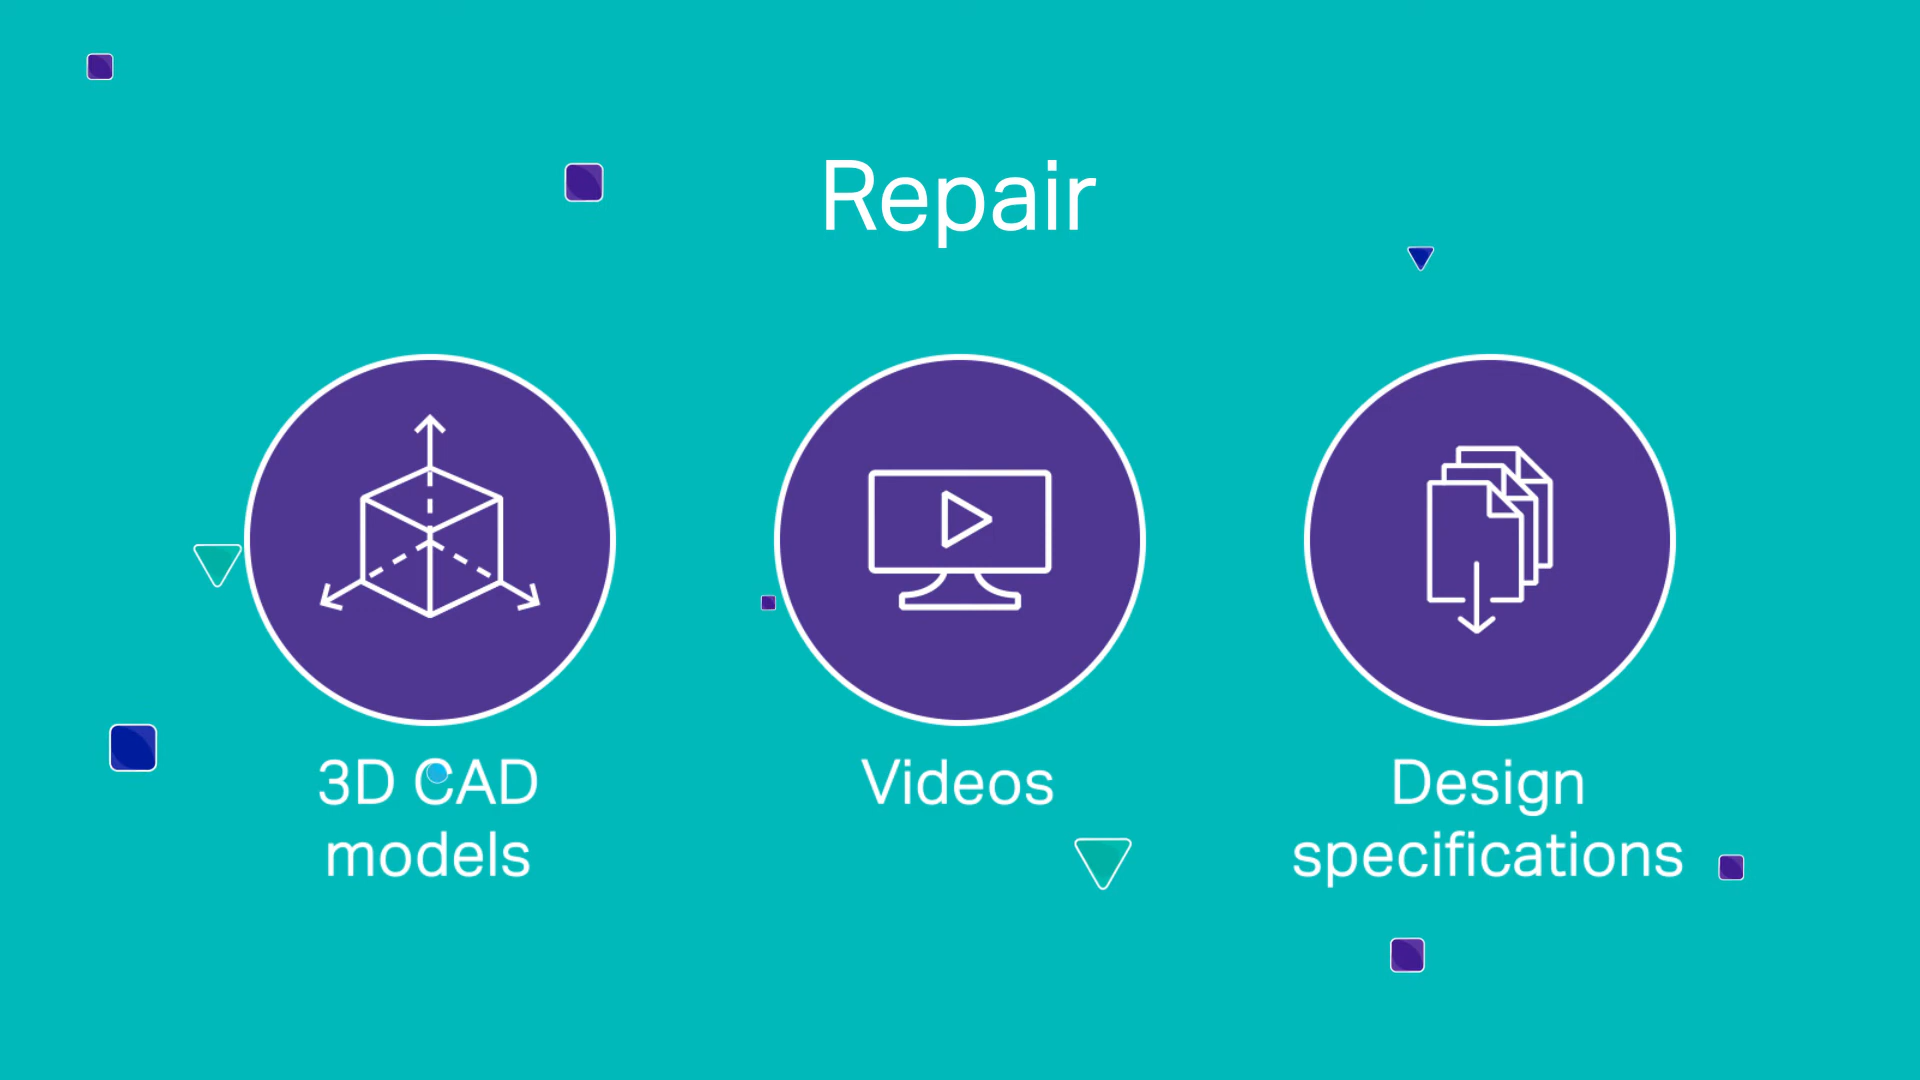 Repair
3D CAD
models
Videos
Design
specifications